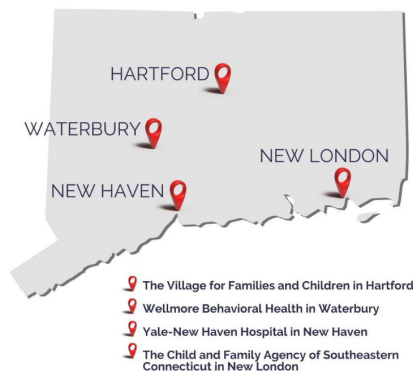 HARTFORD
WATERBURY
NEW LONDON
NEW HAVEN
The Village for Families and Children in Hartford
Wellmore Behavioral Health in Waterbury
Yale-New Haven Hospital in New Haven
The Child and Family Agency of Southeastern
Connecticut in New London